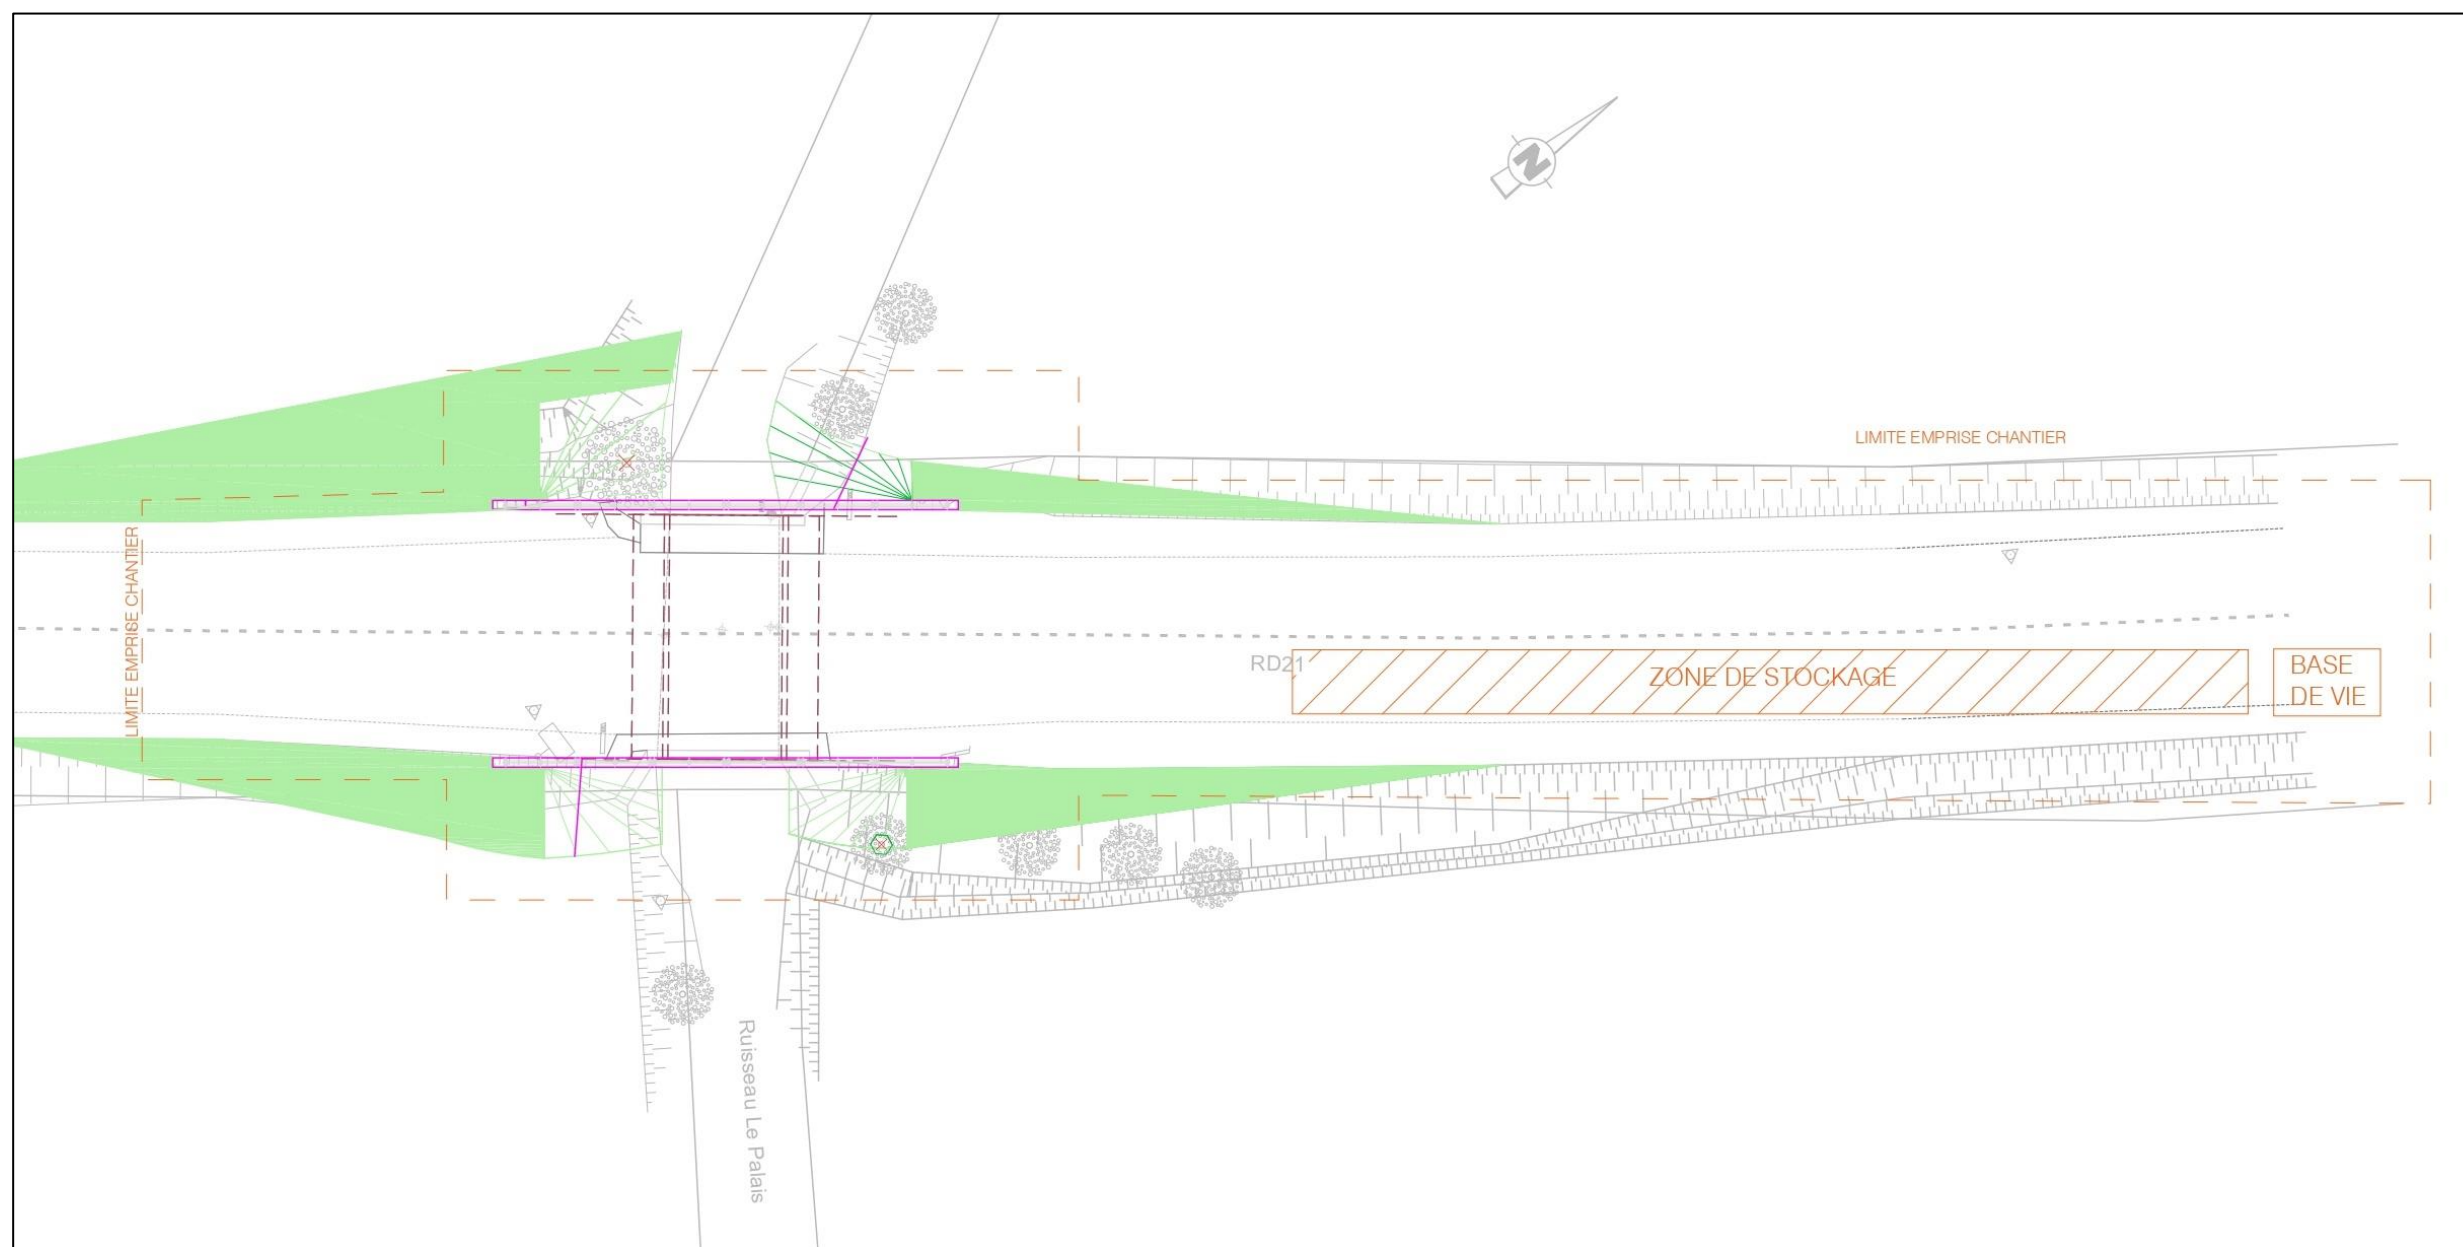 N
LIMITE EMPRISE CHANTIER
LIMITE EMPRISE CHANTIER
RD21
ZONE DE STOCKAGE
BASE
DE VIE
Ruisseau Le Palais